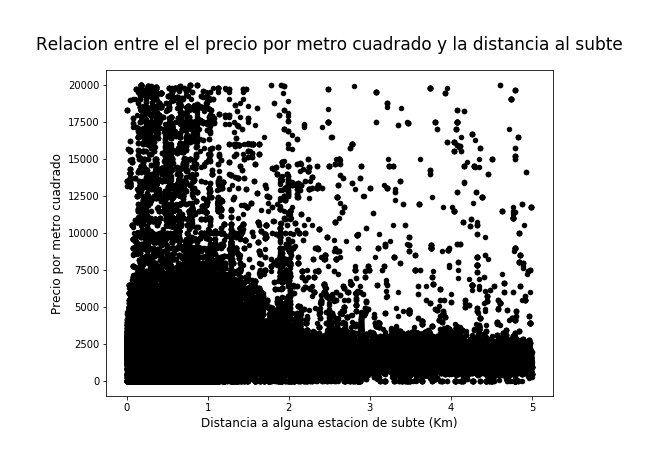 Relacion entre el el precio por metro cuadrado y la distancia al subte
20000
17500
15000
12500
10000
7500
5000
2500
0
Precio por metro cuadrado
0 1 2 3 4 5
Distancia a alguna estacion de subte (Km)